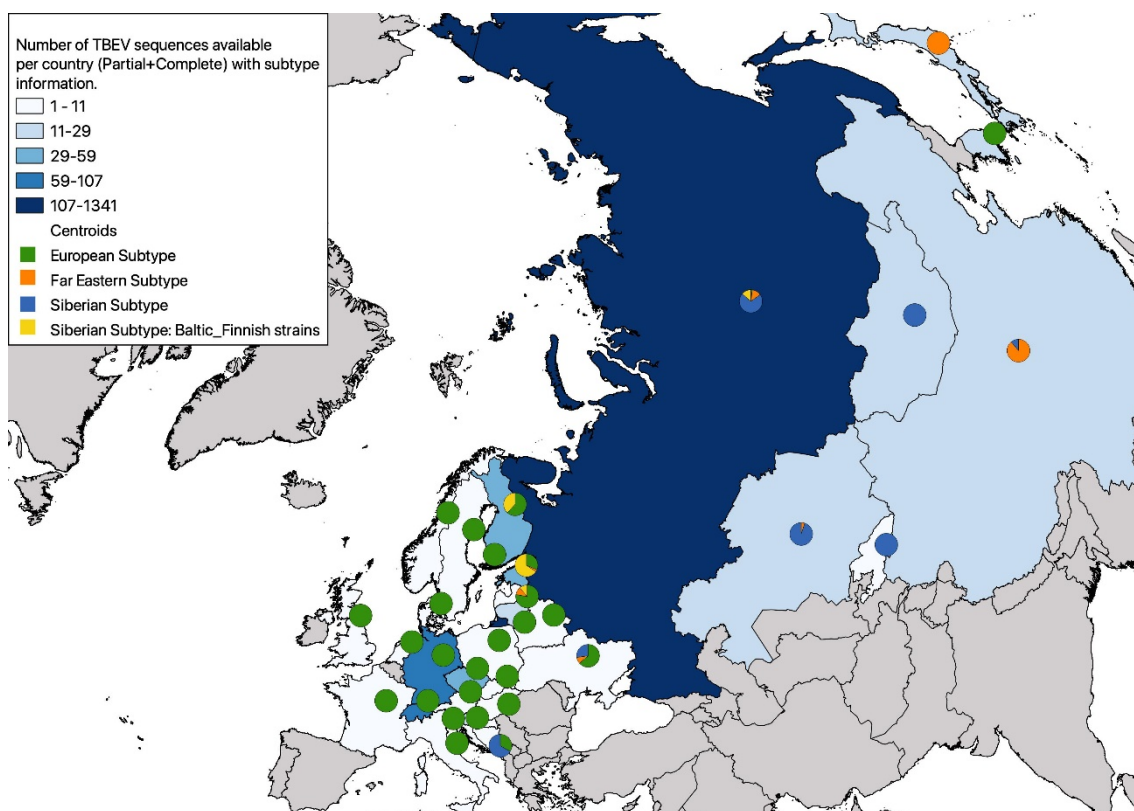 Number of TBEV sequences available
per country (Partial+Complete) with subtype
information.
1 - 11
11-29
29-59
59-107
107-1341
Centroids
European Subtype
Far Eastern Subtype
Siberian Subtype
Siberian Subtype: Baltic_Finnish strains